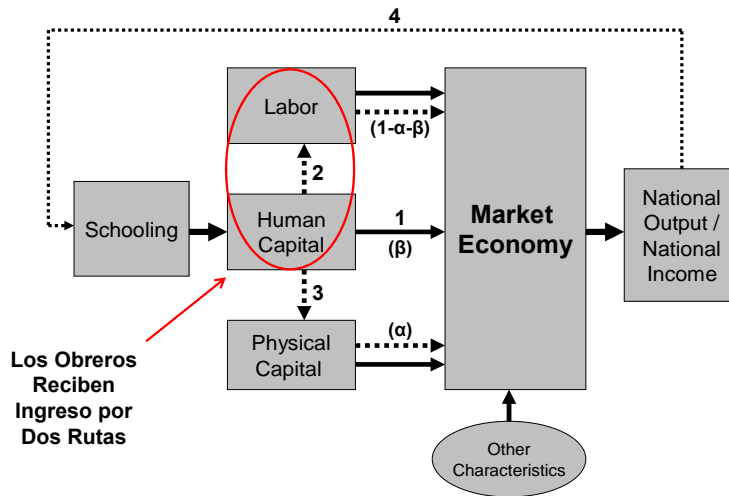 4
Labor
(1-α-β)
2
Schooling
Human
Capital
1
(β)
Market
Economy
National
Output /
National
Income
3
Physical
Capital
(α)
Los Obreros
Reciben
Ingreso por
Dos Rutas
Other
Characteristics